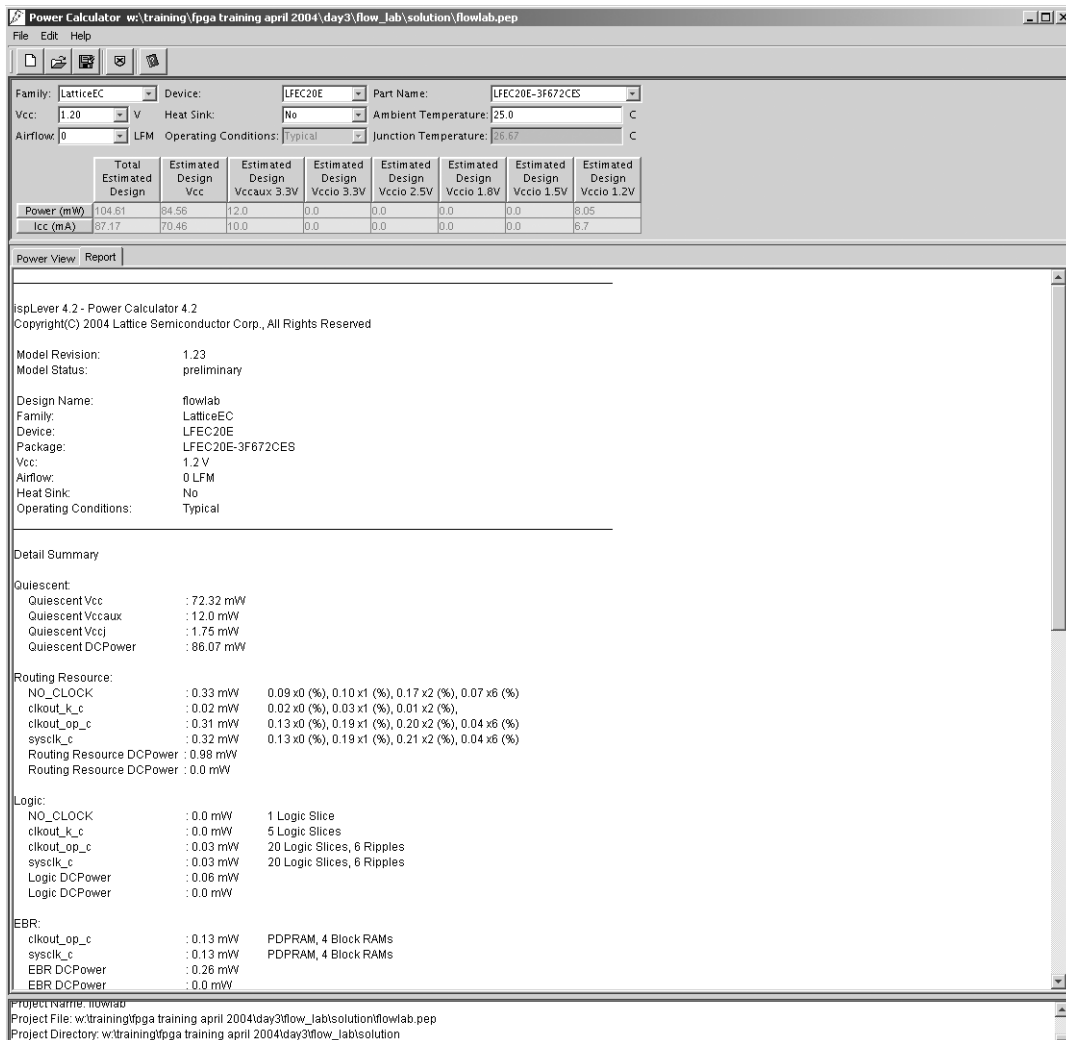 Power Calculator w:\training\fpga training april 2004\day3\flow_lab\solution\flowlab.pep
File Edit Help
Family: LatticeEC Device: LFEC20E Part Name: LFEC20E-3F672CES
Vcc: 1.20 V Heat Sink: No Ambient Temperature: 25.0 C
Airflow: 0 LFM Operating Conditions: Typical Junction Temperature: 26.67 C
Total Estimated Estimated Estimated Estimated Estimated Estimated Estimated
Estimated Design Design Design Design Design Design Design
Design Vcc Vccaux 3.3V Vccio 3.3V Vccio 2.5V Vccio 1.8V Vccio 1.5V Vccio 1.2V
Power (mW) 104.61 84.56 12.0 0.0 0.0 0.0 0.0 8.05
Icc (mA) 87.17 70.46 10.0 0.0 0.0 0.0 0.0 6.7
Power View Report
ispLever 4.2 - Power Calculator 4.2
Copyright(C) 2004 Lattice Semiconductor Corp., All Rights Reserved
Model Revision: 1.23
Model Status: preliminary
Design Name: flowlab
Family: LatticeEC
Device: LFEC20E
Package: LFEC20E-3F672CES
Vcc: 1.2 V
Airflow: 0 LFM
Heat Sink: No
Operating Conditions: Typical
Detail Summary
Quiescent:
Quiescent Vcc : 72.32 mW
Quiescent Vccaux : 12.0 mW
Quiescent Vccj : 1.75 mW
Quiescent DCPower : 86.07 mW
Routing Resource:
NO_CLOCK : 0.33 mW 0.09 x0 (%), 0.10 x1 (%), 0.17 x2 (%), 0.07 x6 (%)
clkout_k_c : 0.02 mW 0.02 x0 (%), 0.03 x1 (%), 0.01 x2 (%),
clkout_op_c : 0.31 mW 0.13 x0 (%), 0.19 x1 (%), 0.20 x2 (%), 0.04 x6 (%)
sysclk_c : 0.32 mW 0.13 x0 (%), 0.19 x1 (%), 0.21 x2 (%), 0.04 x6 (%)
Routing Resource DCPower : 0.98 mW
Routing Resource DCPower : 0.0 mW
Logic:
NO_CLOCK : 0.0 mW 1 Logic Slice
clkout_k_c : 0.0 mW 5 Logic Slices
clkout_op_c : 0.03 mW 20 Logic Slices, 6 Ripples
sysclk_c : 0.03 mW 20 Logic Slices, 6 Ripples
Logic DCPower : 0.06 mW
Logic DCPower : 0.0 mW
EBR:
clkout_op_c : 0.13 mW PDPRAM, 4 Block RAMs
sysclk_c : 0.13 mW PDPRAM, 4 Block RAMs
EBR DCPower : 0.26 mW
EBR DCPower : 0.0 mW
Project Name: flowlab
Project File: w:\training\fpga training april 2004\day3\flow_lab\solution\flowlab.pep
Project Directory: w:\training\fpga training april 2004\day3\flow_lab\solution